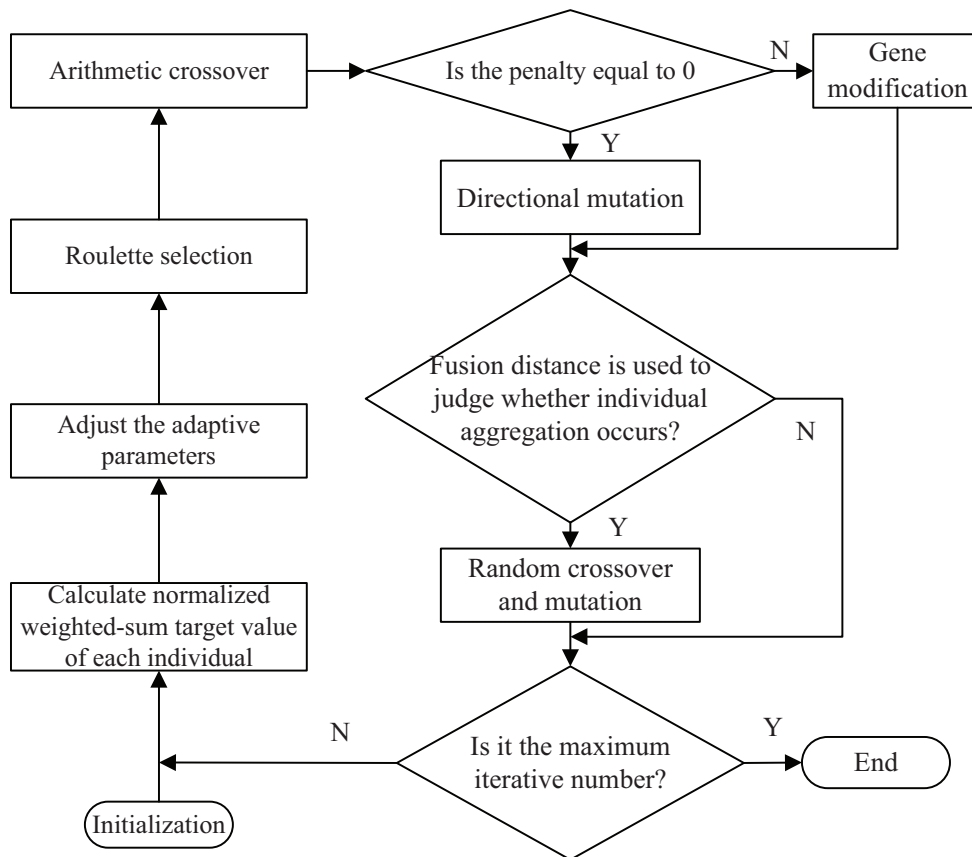 Arithmetic crossover
Is the penalty equal to 0
N
Gene
modification
Y
Directional mutation
Roulette selection
Fusion distance is used to
judge whether individual
aggregation occurs?
N
Adjust the adaptive
parameters
Y
Random crossover
and mutation
Calculate normalized
weighted-sum target value
of each individual
N
Is it the maximum
iterative number?
Y
End
Initialization